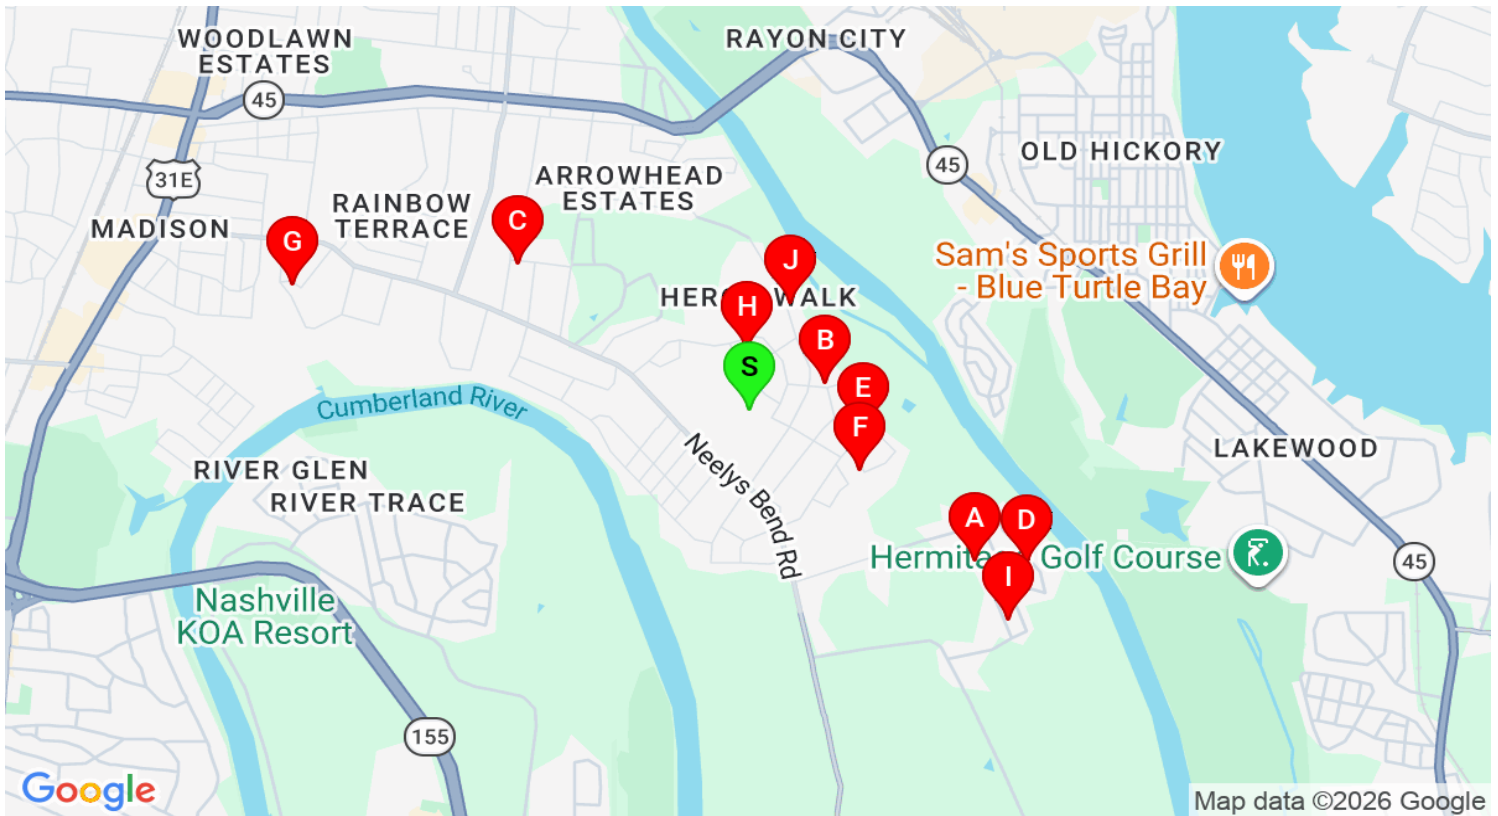 WOODLAWN
ESTATES
RAYON CITY
45
45
OLD HICKORY
31E
ARROWHEAD
ESTATES
RAINBOW
TERRACE
MADISON
C
G
J
Sam's Sports Grill
- Blue Turtle Bay
H
B
S
E
F
Cumberland River
Neelys Bend Rd
LAKEWOOD
RIVER GLEN
RIVER TRACE
A
D
I
Golf Course
45
Nashville
KOA Resort
155
Google
Map data ©2026 Google